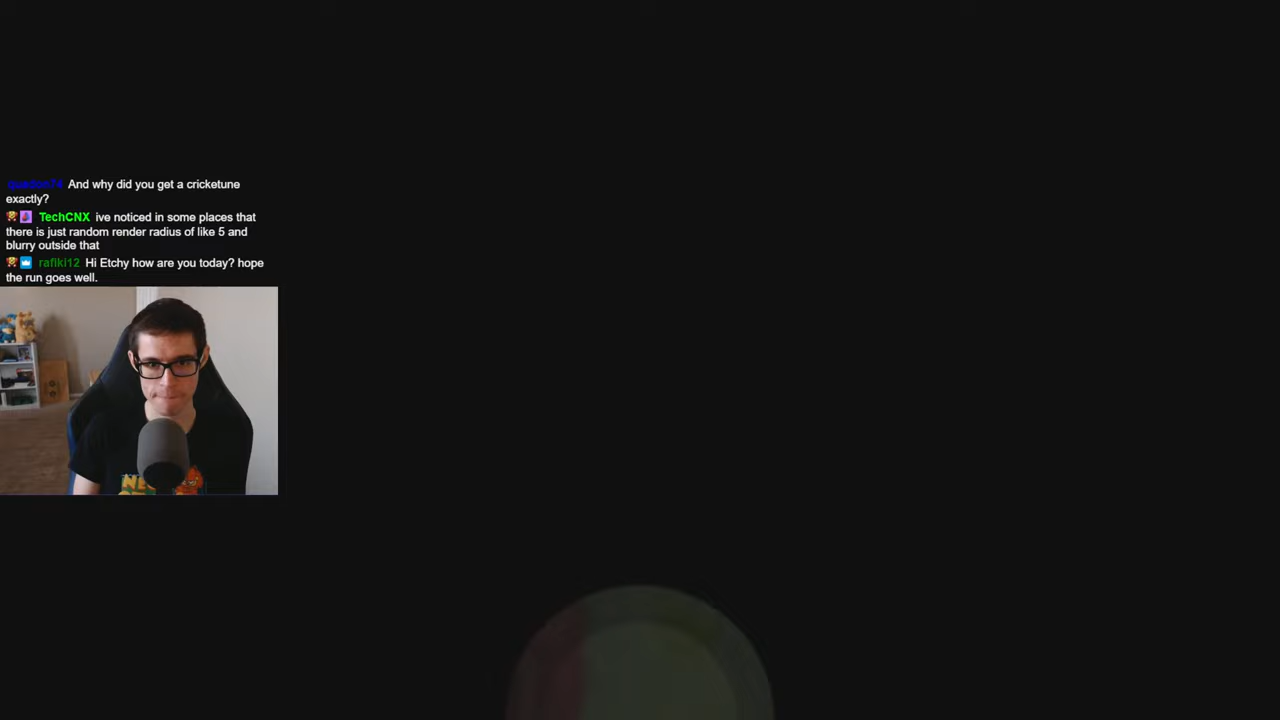 And why did you get a cricketune
exactly?
TechCNX ive noticed in some places that
there is just random render radius of like 5 and
blurry outside that
raflki12 Hi Etchy how are you today? hope
the run goes well.